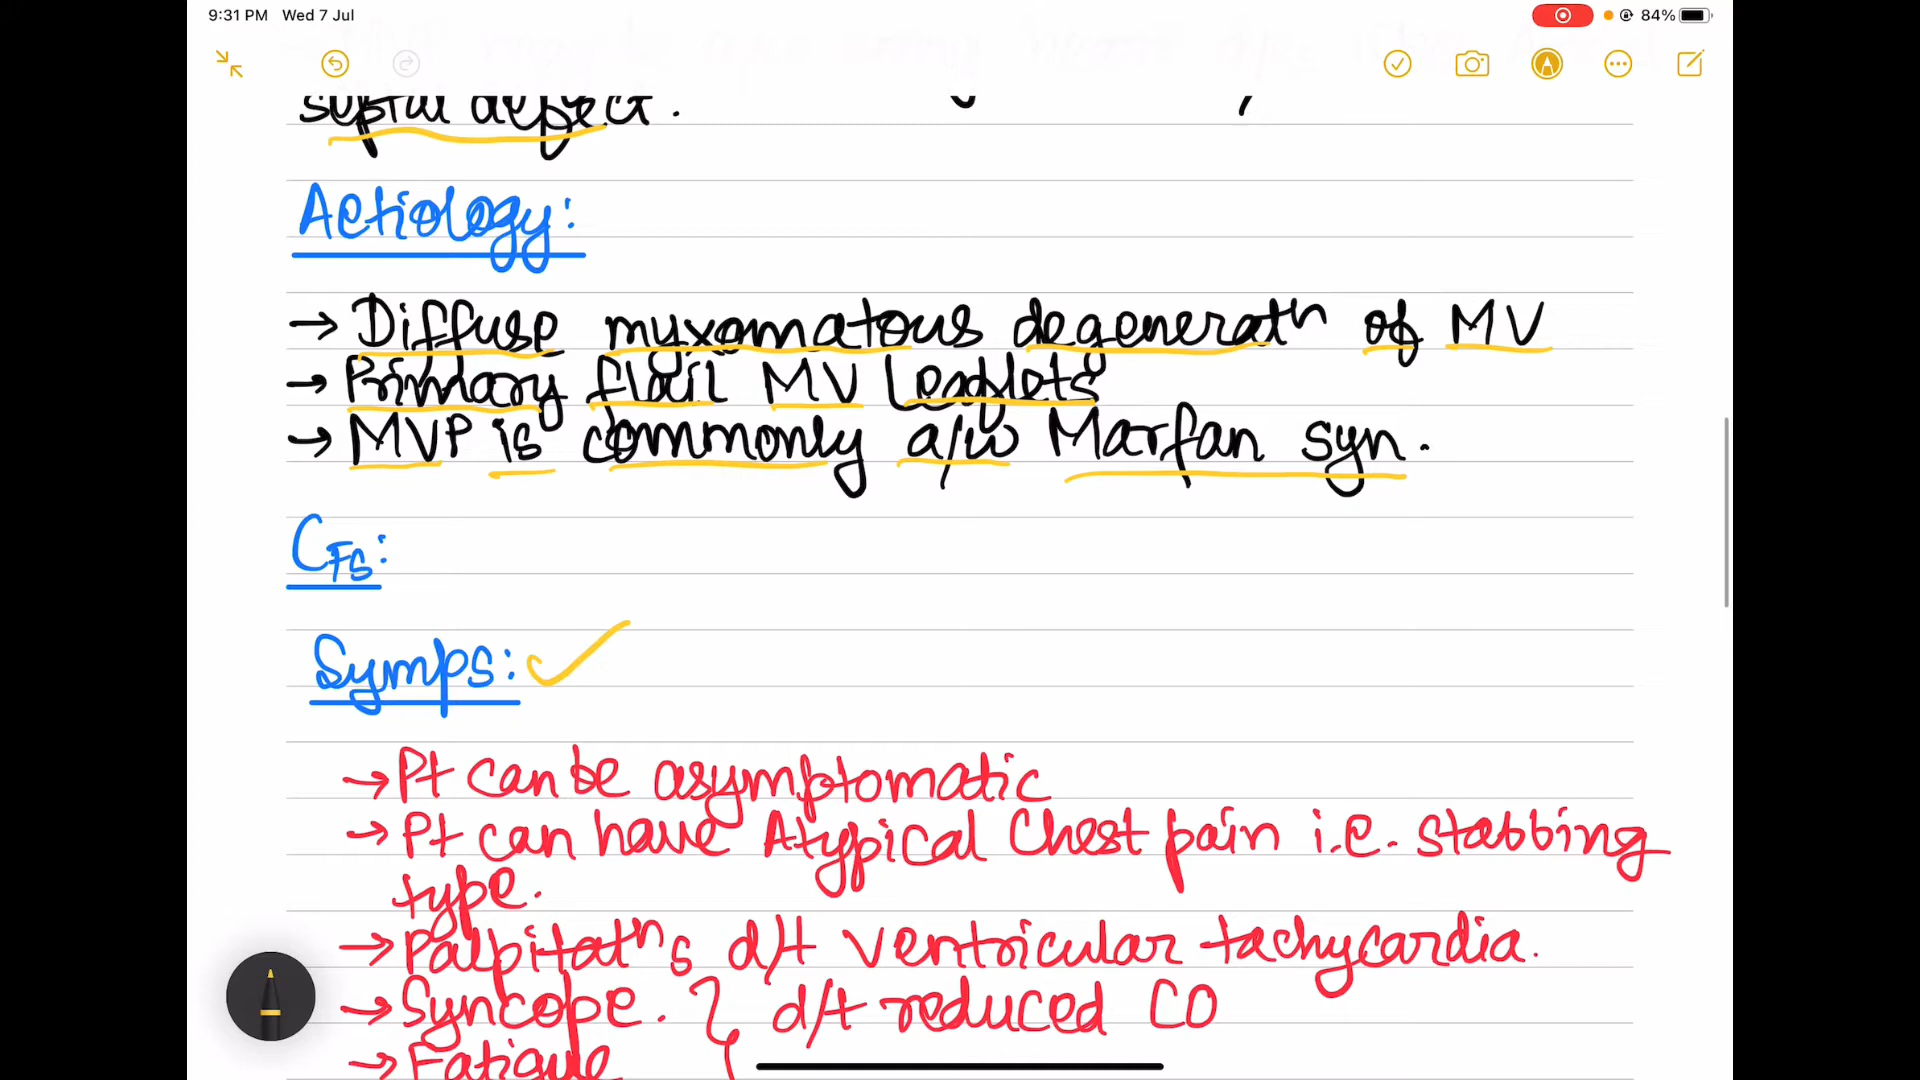 9:31 PM Wed 7 Jul
84%
septal defect.
Aetiology:
→ Diffuse myxomatous degeneratⁿ of MV
→ Primary flail MV leaflets
→ MVP is commonly a/w Marfan syn.
CFs:
Symps: ✓
→ Pt can be asymptomatic
→ Pt can have Atypical Chest pain i.e. stabbing
type.
→ Palpitatⁿs d/t ventricular tachycardia.
→ Syncope. } d/t reduced CO
→ Fatigue